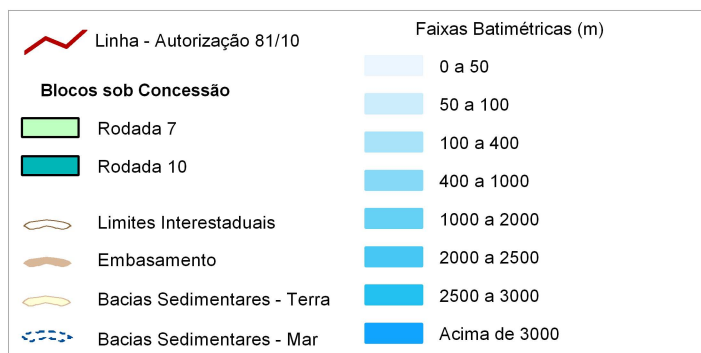 Linha - Autorização 81/10
Blocos sob Concessão
Rodada 7
Rodada 10
Limites Interestaduais
Embasamento
Bacias Sedimentares - Terra
Bacias Sedimentares - Mar
Faixas Batimétricas (m)
0 a 50
50 a 100
100 a 400
400 a 1000
1000 a 2000
2000 a 2500
2500 a 3000
Acima de 3000